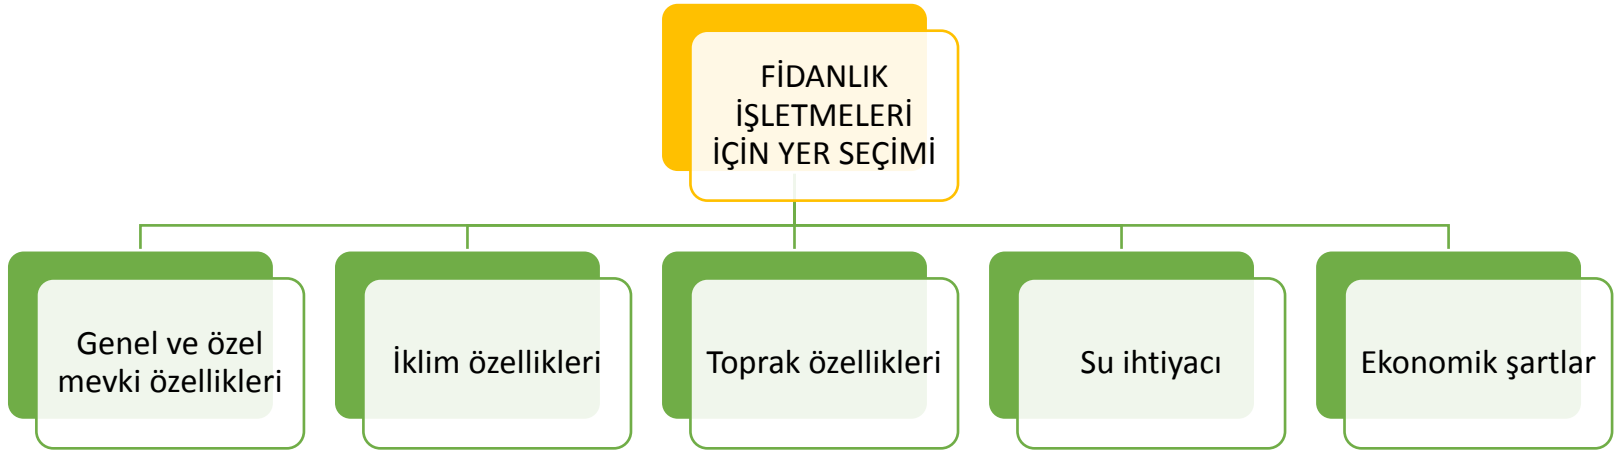 FİDANLIK
İŞLETMELERİ
İÇİN YER SEÇİMİ
Genel ve özel
mevki özellikleri
İklim özellikleri
Toprak özellikleri
Su ihtiyacı
Ekonomik şartlar